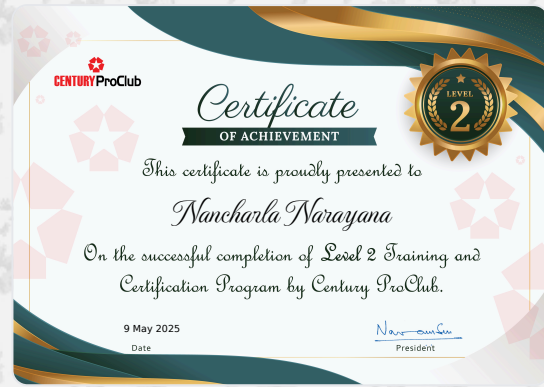 CENTURY ProClub
LEVEL
2
Certificate
OF ACHIEVEMENT
This certificate is proudly presented to
Nancharla Narayana
On the successful completion of Level 2 Training and
Certification Program by Century ProClub.
9 May 2025
Date
President